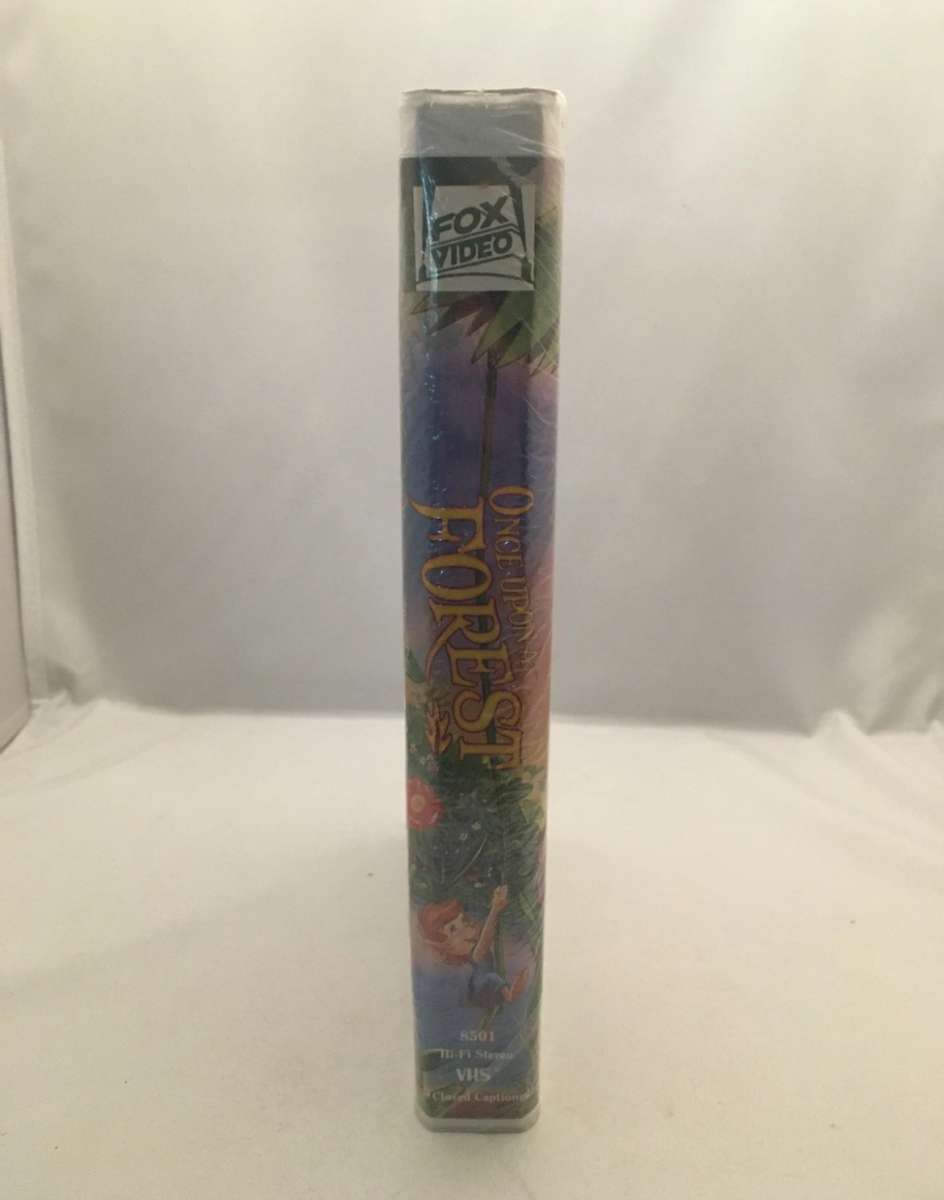 FOX
VIDEO
ONCE UPON A
FOREST
8501
Hi-Fi Stereo
VHS
Closed Captioned